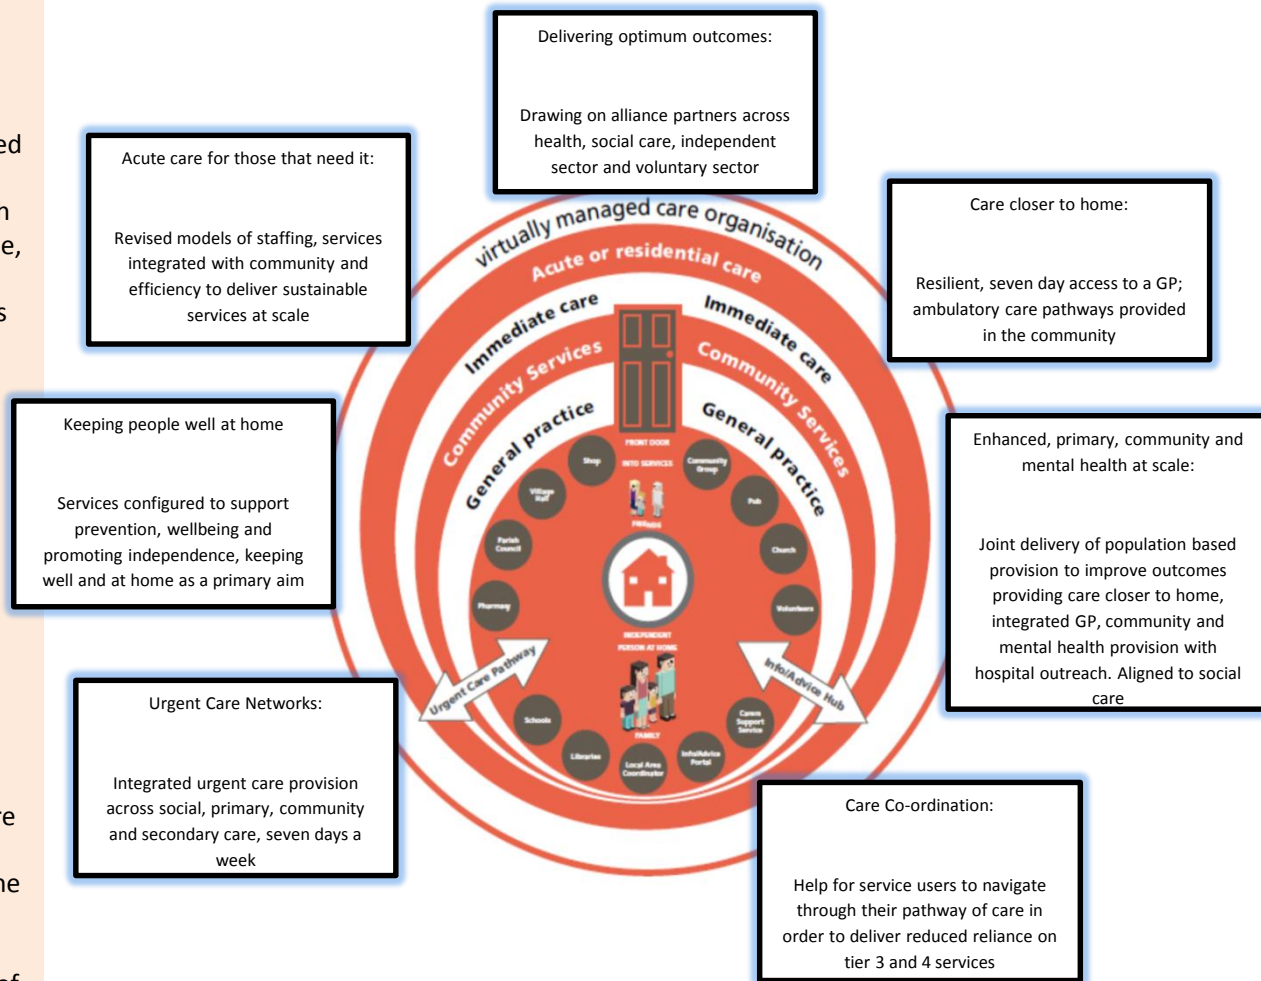 ed
n
e,
s
re
ne
of
Delivering optimum outcomes:
Drawing on alliance partners across
health, social care, independent
sector and voluntary sector
Acute care for those that need it:
Revised models of staffing, services
integrated with community and
efficiency to deliver sustainable
services at scale
Care closer to home:
Resilient, seven day access to a GP;
ambulatory care pathways provided
in the community
Keeping people well at home
Services configured to support
prevention, wellbeing and
promoting independence, keeping
well and at home as a primary aim
Enhanced, primary, community and
mental health at scale:
Joint delivery of population based
provision to improve outcomes
providing care closer to home,
integrated GP, community and
mental health provision with
hospital outreach. Aligned to social
care
Urgent Care Networks:
Integrated urgent care provision
across social, primary, community
and secondary care, seven days a
week
Care Co-ordination:
Help for service users to navigate
through their pathway of care in
order to deliver reduced reliance on
tier 3 and 4 services
virtually managed care organisation
Acute or residential care
Immediate care
Immediate care
Community Services
Community Services
General practice
General practice
FRONT DOOR
INTO SERVICES
FRIENDS
Shop
Community
Group
Village
Hall
Pub
Parish
Council
Church
Pharmacy
Volunteers
INDEPENDENT
PERSON AT HOME
Urgent Care Pathway
Info/Advice Hub
FAMILY
Schools
Carers
Support
Service
Libraries
Local Area
Coordinator
Info/Advice
Portal